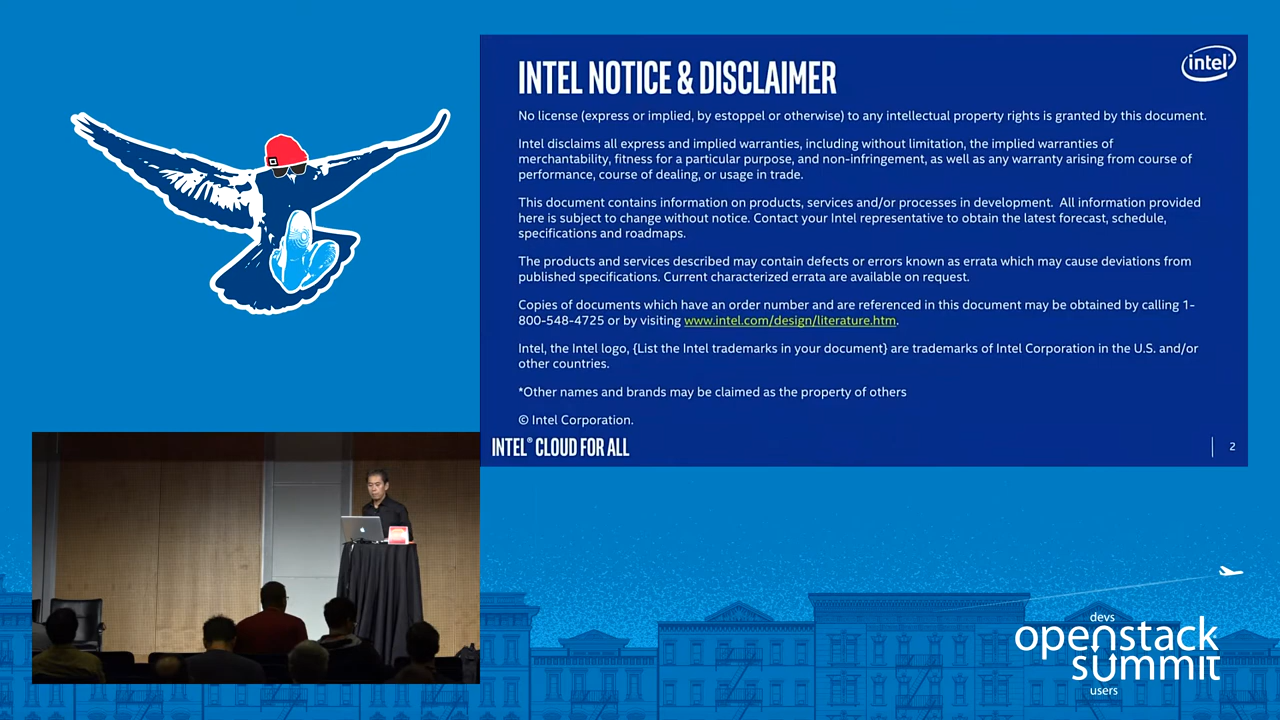 INTEL NOTICE & DISCLAIMER
intel
No license (express or implied, by estoppel or otherwise) to any intellectual property rights is granted by this document.
Intel disclaims all express and implied warranties, including without limitation, the implied warranties of
merchantability, fitness for a particular purpose, and non-infringement, as well as any warranty arising from course of
performance, course of dealing, or usage in trade.
This document contains information on products, services and/or processes in development.  All information provided
here is subject to change without notice. Contact your Intel representative to obtain the latest forecast, schedule,
specifications and roadmaps.
The products and services described may contain defects or errors known as errata which may cause deviations from
published specifications. Current characterized errata are available on request.
Copies of documents which have an order number and are referenced in this document may be obtained by calling 1-
800-548-4725 or by visiting www.intel.com/design/literature.htm.
Intel, the Intel logo, {List the Intel trademarks in your document} are trademarks of Intel Corporation in the U.S. and/or
other countries.
*Other names and brands may be claimed as the property of others
© Intel Corporation.
INTEL® CLOUD FOR ALL
2
devs
openstack
summit
users